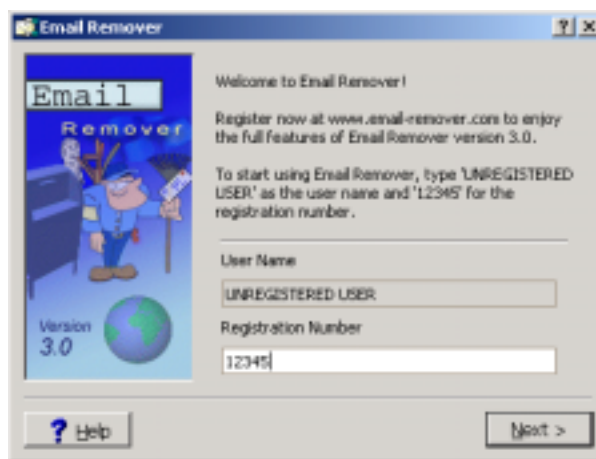 Email Remover
Email
Remover
Version
3.0
Welcome to Email Remover!
Register now at www.email-remover.com to enjoy
the full features of Email Remover version 3.0.
To start using Email Remover, type 'UNREGISTERED
USER' as the user name and '12345' for the
registration number.
User Name
UNREGISTERED USER
Registration Number
12345
? Help
Next >